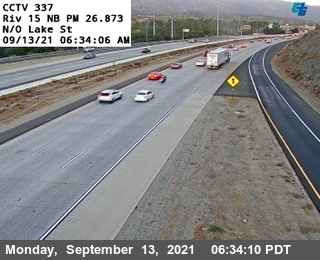 CCTV 337
Riv 15 NB PM 26.873
N/O Lake St
09/13/21 06:34:06 AM
Monday, September 13, 2021 06:34:10 PDT